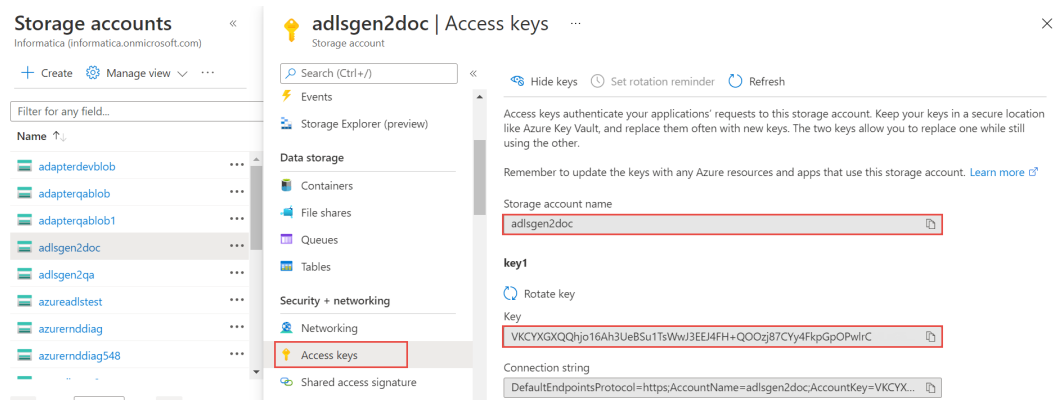 Storage accounts
Informatica (informatica.onmicrosoft.com)
Create Manage view
Filter for any field...
Name
adapterdevblob
adapterqablob
adapterqablob1
adlsgen2doc
adlsgen2qa
azureadlstest
azurernddiag
azurernddiag548
adlsgen2doc | Access keys
Storage account
Search (Ctrl+/)
Events
Storage Explorer (preview)
Data storage
Containers
File shares
Queues
Tables
Security + networking
Networking
Access keys
Shared access signature
Hide keys Set rotation reminder Refresh
Access keys authenticate your applications' requests to this storage account. Keep your keys in a secure location
like Azure Key Vault, and replace them often with new keys. The two keys allow you to replace one while still
using the other.
Remember to update the keys with any Azure resources and apps that use this storage account. Learn more
Storage account name
adlsgen2doc
key1
Rotate key
Key
VKCYXGXQQhjo16Ah3UeBSu1TsWwJ3EEJ4FH+QOOzj87CYy4FkpGpOPwlrC
Connection string
DefaultEndpointsProtocol=https;AccountName=adlsgen2doc;AccountKey=VKCYX...